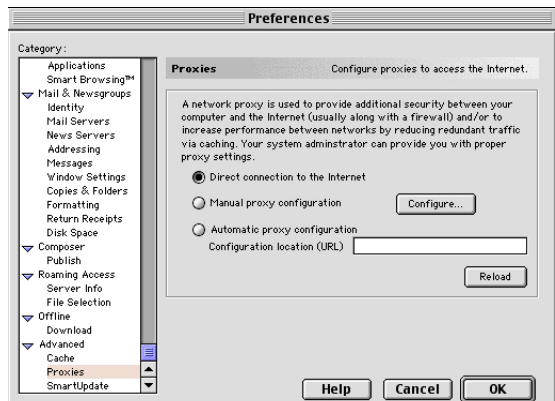 Preferences
Category:
Applications
Smart Browsing™
Mail & Newsgroups
Identity
Mail Servers
News Servers
Addressing
Messages
Window Settings
Copies & Folders
Formatting
Return Receipts
Disk Space
Composer
Publish
Roaming Access
Server Info
File Selection
Offline
Download
Advanced
Cache
Proxies
SmartUpdate
Proxies
Configure proxies to access the Internet.
A network proxy is used to provide additional security between your
computer and the Internet (usually along with a firewall) and/or to
increase performance between networks by reducing redundant traffic
via caching. Your system adminstrator can provide you with proper
proxy settings.
Direct connection to the Internet
Manual proxy configuration
Configure...
Automatic proxy configuration
Configuration location (URL)
Reload
Help
Cancel
OK